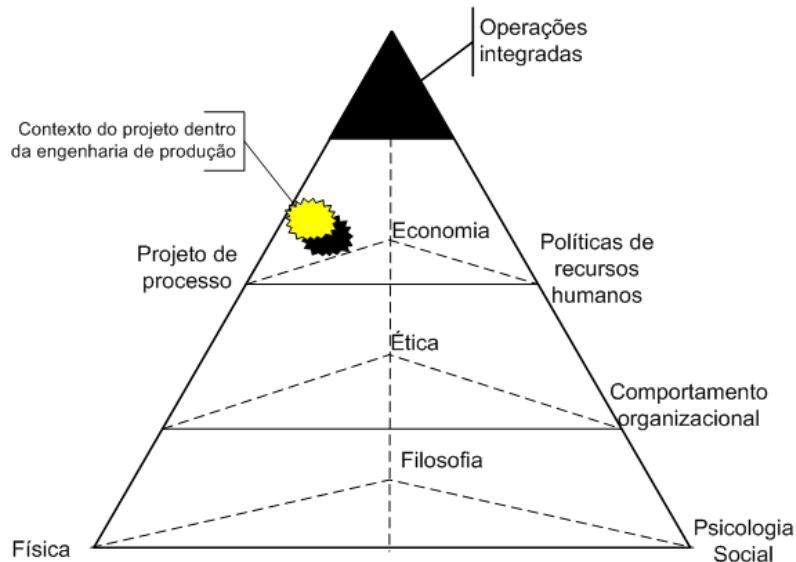 Operações
integradas
Contexto do projeto dentro
da engenharia de produção
Economia
Projeto de
processo
Políticas de
recursos
humanos
Ética
Comportamento
organizacional
Filosofia
Física
Psicologia
Social